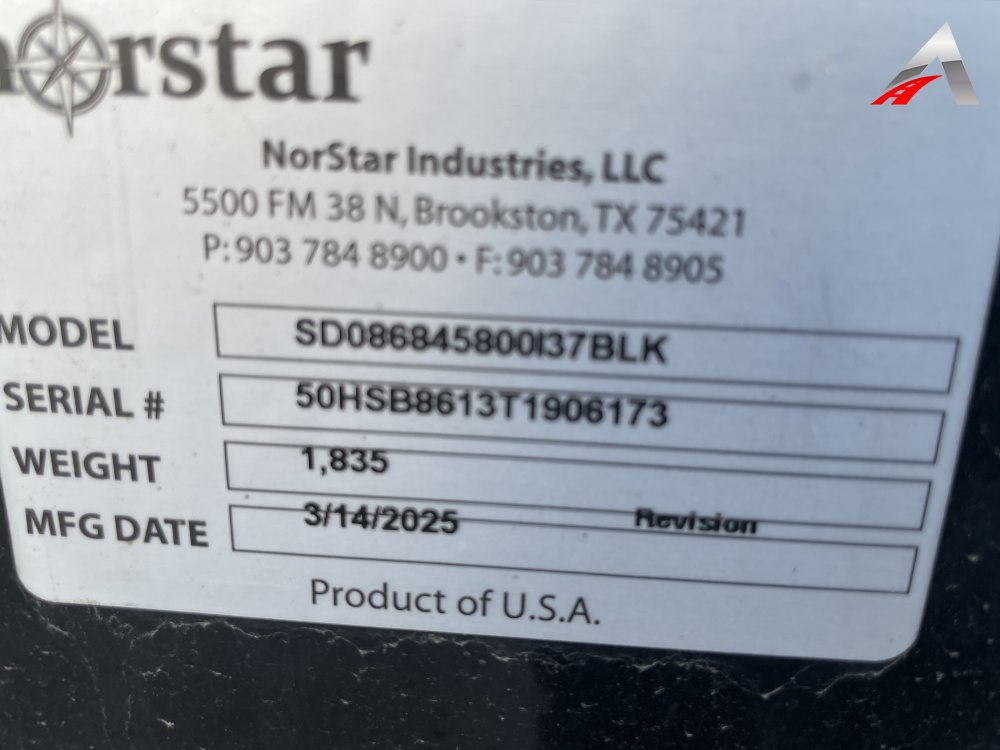 norstar
NorStar Industries, LLC
5500 FM 38 N, Brookston, TX 75421
P: 903 784 8900 • F: 903 784 8905
MODEL SD086845800I37BLK
SERIAL # 50HSB8613T1906173
WEIGHT 1,835
MFG DATE 3/14/2025 Revision
Product of U.S.A.